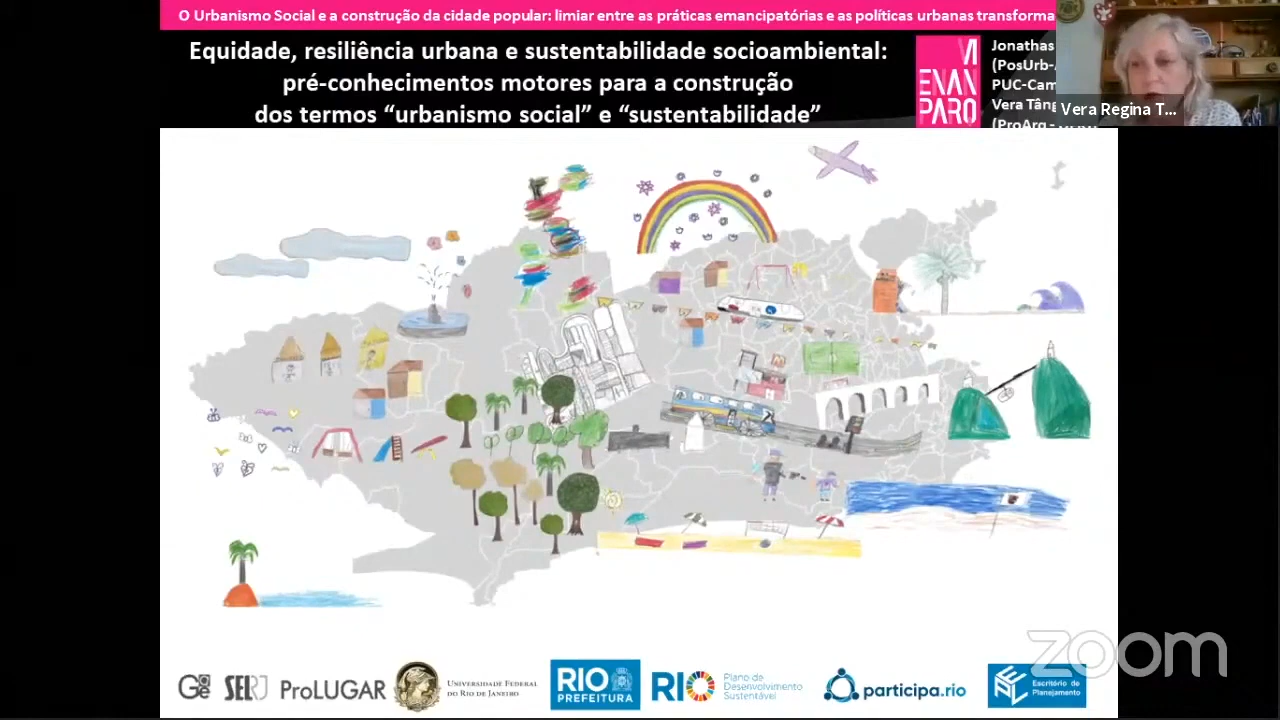 O Urbanismo Social e a construção da cidade popular: limiar entre as práticas emancipatórias e as políticas urbanas transforma
Equidade, resiliência urbana e sustentabilidade socioambiental:
pré-conhecimentos motores para a construção
dos termos “urbanismo social” e “sustentabilidade”
VI
ENAN
PARQ
Jonathas
(PosUrb-
PUC-Cam
Vera Tâng
(ProArq -
Vera Regina T...
SERJ
ProLUGAR
UNIVERSIDADE FEDERAL
DO RIO DE JANEIRO
RIO
PREFEITURA
RIO
Plano de
Desenvolvimento
Sustentável
participa.rio
Escritório de
Planejamento
zoom